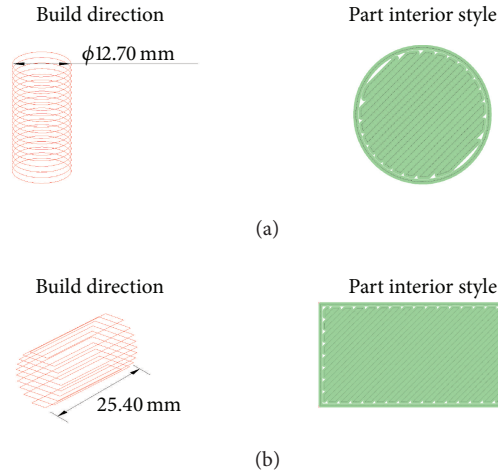 Build direction
Part interior style
ϕ12.70 mm
(a)
Build direction
Part interior style
25.40 mm
(b)